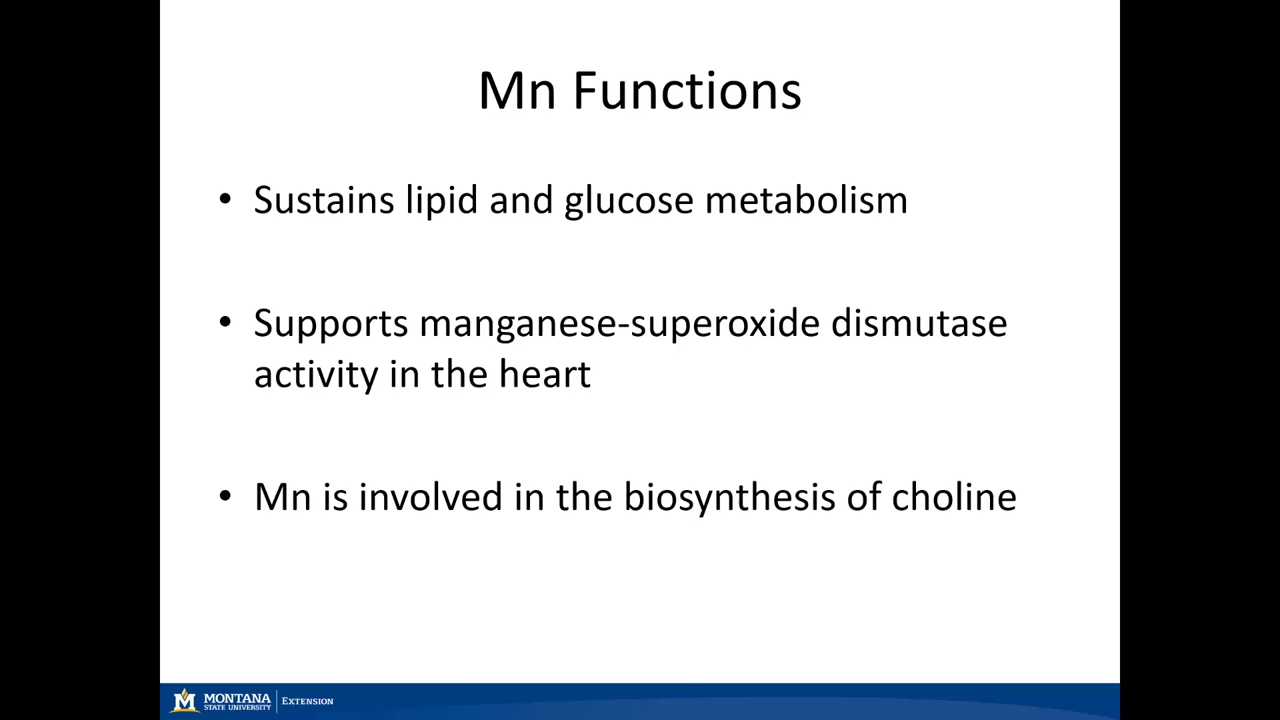 Mn Functions
• Sustains lipid and glucose metabolism
• Supports manganese-superoxide dismutase
activity in the heart
• Mn is involved in the biosynthesis of choline
M MONTANA
STATE UNIVERSITY
EXTENSION